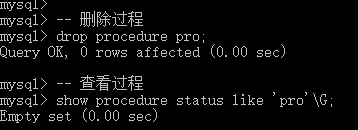 mysql>
mysql> -- 删除过程
mysql> drop procedure pro;
Query OK, 0 rows affected (0.00 sec)
mysql>
mysql> -- 查看过程
mysql> show procedure status like 'pro'\G;
Empty set (0.00 sec)